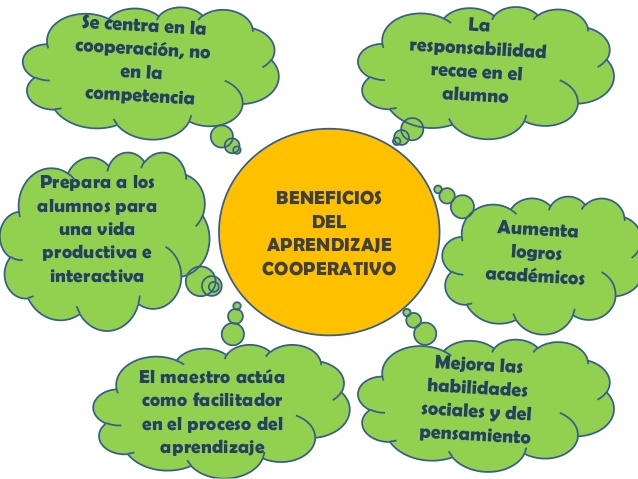 Se centra en la
cooperación, no
en la
competencia
La
responsabilidad
recae en el
alumno
Prepara a los
alumnos para
una vida
productiva e
interactiva
BENEFICIOS
DEL
APRENDIZAJE
COOPERATIVO
Aumenta
logros
académicos
El maestro actúa
como facilitador
en el proceso del
aprendizaje
Mejora las
habilidades
sociales y del
pensamiento